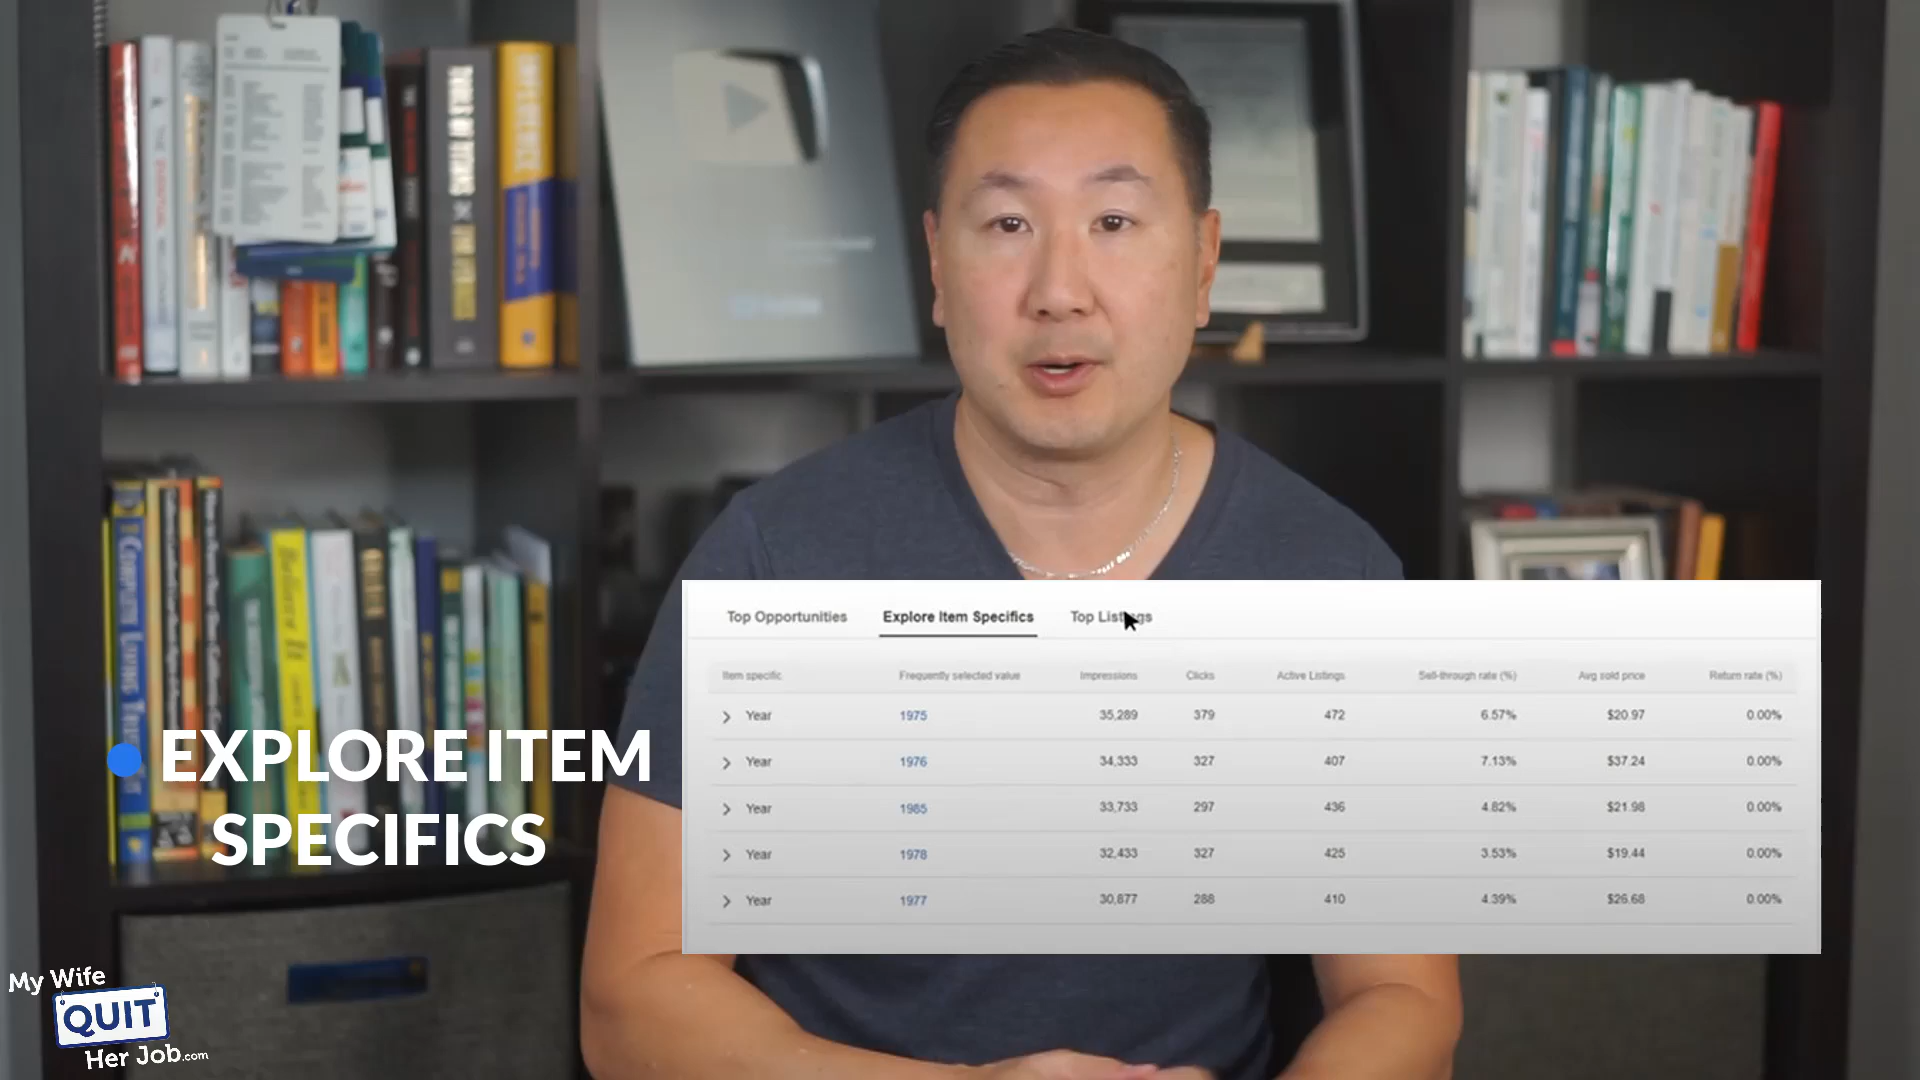 INFLUENCE
Top Opportunities Explore Item Specifics Top Listings
Item specific Frequently selected value Impressions Clicks Active Listings Sell-through rate (%) Avg sold price Return rate (%)
Year 1975 35,289 379 472 6.57% $20.97 0.00%
Year 1976 34,333 327 407 7.13% $37.24 0.00%
Year 1985 33,733 297 436 4.82% $21.98 0.00%
Year 1978 32,433 327 425 3.53% $19.44 0.00%
Year 1977 30,877 288 410 4.39% $26.68 0.00%
EXPLORE ITEM
SPECIFICS
My Wife
QUIT
Her Job.com